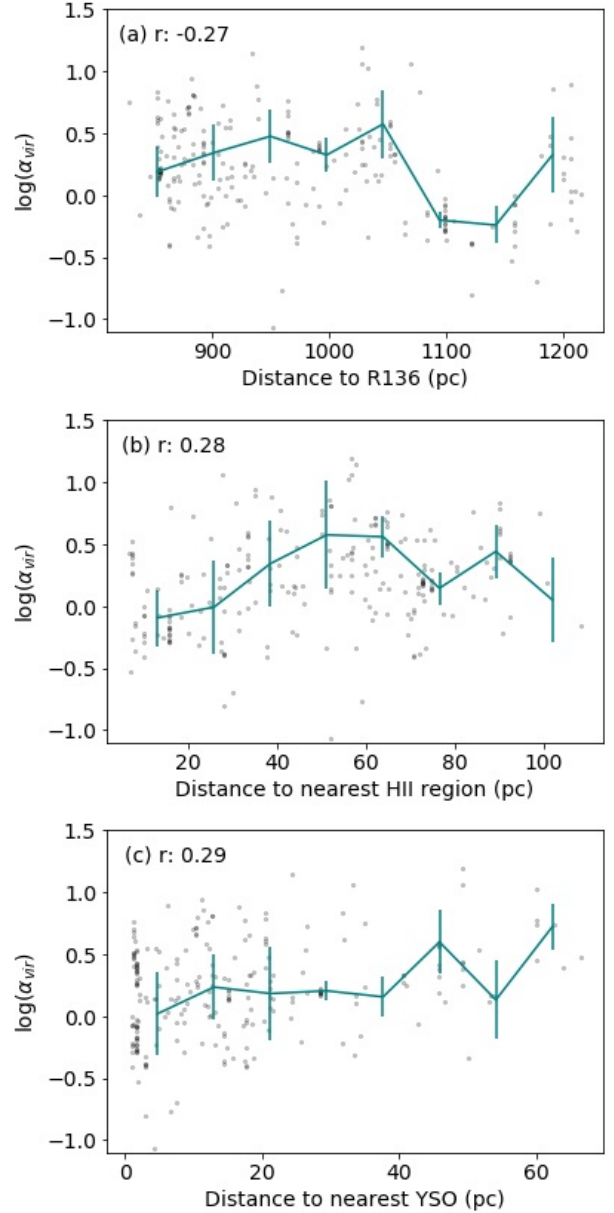 (a) r: -0.27
1.5
1.0
0.5
0.0
−0.5
−1.0
log(α_vir)
900 1000 1100 1200
Distance to R136 (pc)
(b) r: 0.28
1.5
1.0
0.5
0.0
−0.5
−1.0
log(α_vir)
20 40 60 80 100
Distance to nearest HII region (pc)
(c) r: 0.29
1.5
1.0
0.5
0.0
−0.5
−1.0
log(α_vir)
0 20 40 60
Distance to nearest YSO (pc)